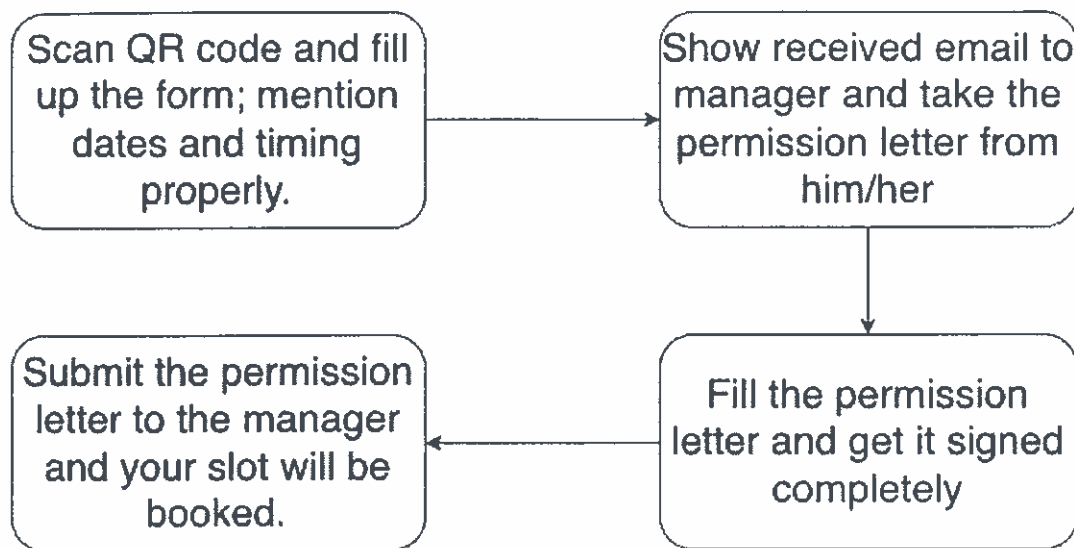 Scan QR code and fill
up the form; mention
dates and timing
properly.
Show received email to
manager and take the
permission letter from
him/her
Fill the permission
letter and get it signed
completely
Submit the permission
letter to the manager
and your slot will be
booked.